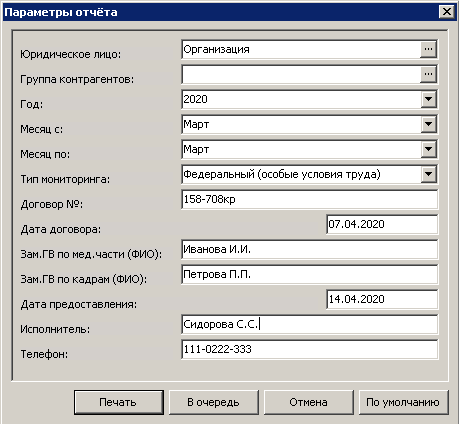 Параметры отчёта
Юридическое лицо: Организация ...
Группа контрагентов: ...
Год: 2020
Месяц с: Март
Месяц по: Март
Тип мониторинга: Федеральный (особые условия труда)
Договор №: 158-708кр
Дата договора: 07.04.2020
Зам.ГВ по мед.части (ФИО): Иванова И.И.
Зам.ГВ по кадрам (ФИО): Петрова П.П.
Дата предоставления: 14.04.2020
Исполнитель: Сидорова С.С.
Телефон: 111-0222-333
Печать В очередь Отмена По умолчанию